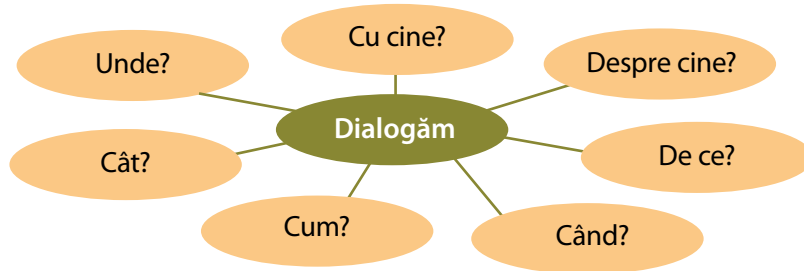 Cu cine?
Unde?
Despre cine?
Dialogăm
Cât?
De ce?
Cum?
Când?